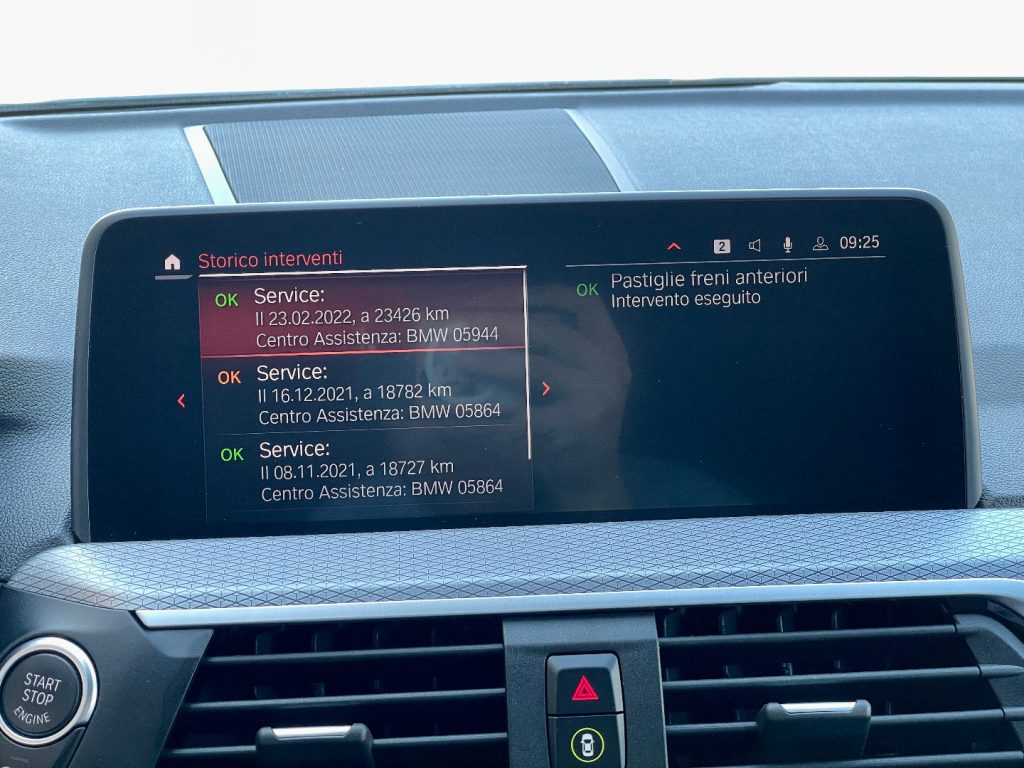 Storico interventi
2
09:25
OK Service:
Il 23.02.2022, a 23426 km
Centro Assistenza: BMW 05944
OK Service:
Il 16.12.2021, a 18782 km
Centro Assistenza: BMW 05864
OK Service:
Il 08.11.2021, a 18727 km
Centro Assistenza: BMW 05864
OK Pastiglie freni anteriori
Intervento eseguito
START
STOP
ENGINE